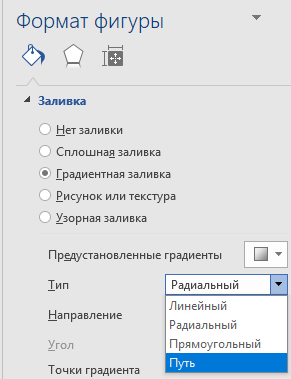 Формат фигуры
Заливка
Нет заливки
Сплошная заливка
Градиентная заливка
Рисунок или текстура
Узорная заливка
Предустановленные градиенты
Тип
Радиальный
Линейный
Направление
Радиальный
Прямоугольный
Угол
Путь
Точки градиента